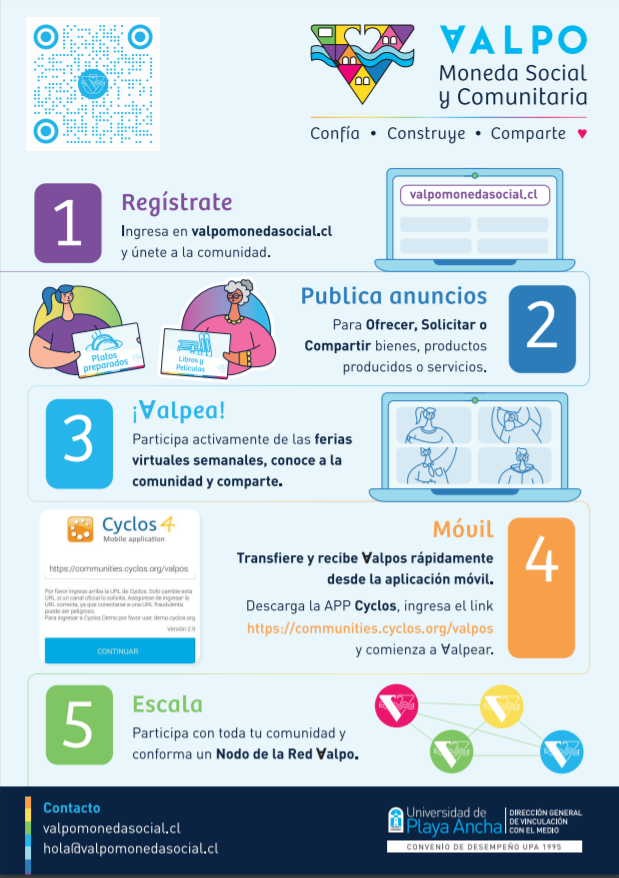 ∀ALPO
Moneda Social
y Comunitaria
Confía • Construye • Comparte ♥
1
Regístrate
Ingresa en valpomonedasocial.cl
y únete a la comunidad.
valpomonedasocial.cl
Platos
preparados
Libros y
Películas
Publica anuncios
Para Ofrecer, Solicitar o
Compartir bienes, productos
producidos o servicios.
2
3
¡∀alpea!
Participa activamente de las ferias
virtuales semanales, conoce a la
comunidad y comparte.
Cyclos 4
Mobile application
https://communities.cyclos.org/valpos
Por favor ingrese arriba la URL de Cyclos. Solo cambie esta
URL si un canal oficial lo solicita. Asegúrese de ingresar la
URL correcta, ya que conectarse a una URL fraudulenta
puede ser peligroso.
Para ingresar a Cyclos Demo por favor use: demo.cyclos.org
Versión 2.9
CONTINUAR
Móvil
Transfiere y recibe ∀alpos rápidamente
desde la aplicación móvil.
Descarga la APP Cyclos, ingresa el link
https://communities.cyclos.org/valpos
y comienza a ∀alpear.
4
5
Escala
Participa con toda tu comunidad y
conforma un Nodo de la Red ∀alpo.
Contacto
valpomonedasocial.cl
hola@valpomonedasocial.cl
Universidad de
Playa Ancha
DIRECCIÓN GENERAL
DE VINCULACIÓN
CON EL MEDIO
CONVENIO DE DESEMPEÑO UPA 1995